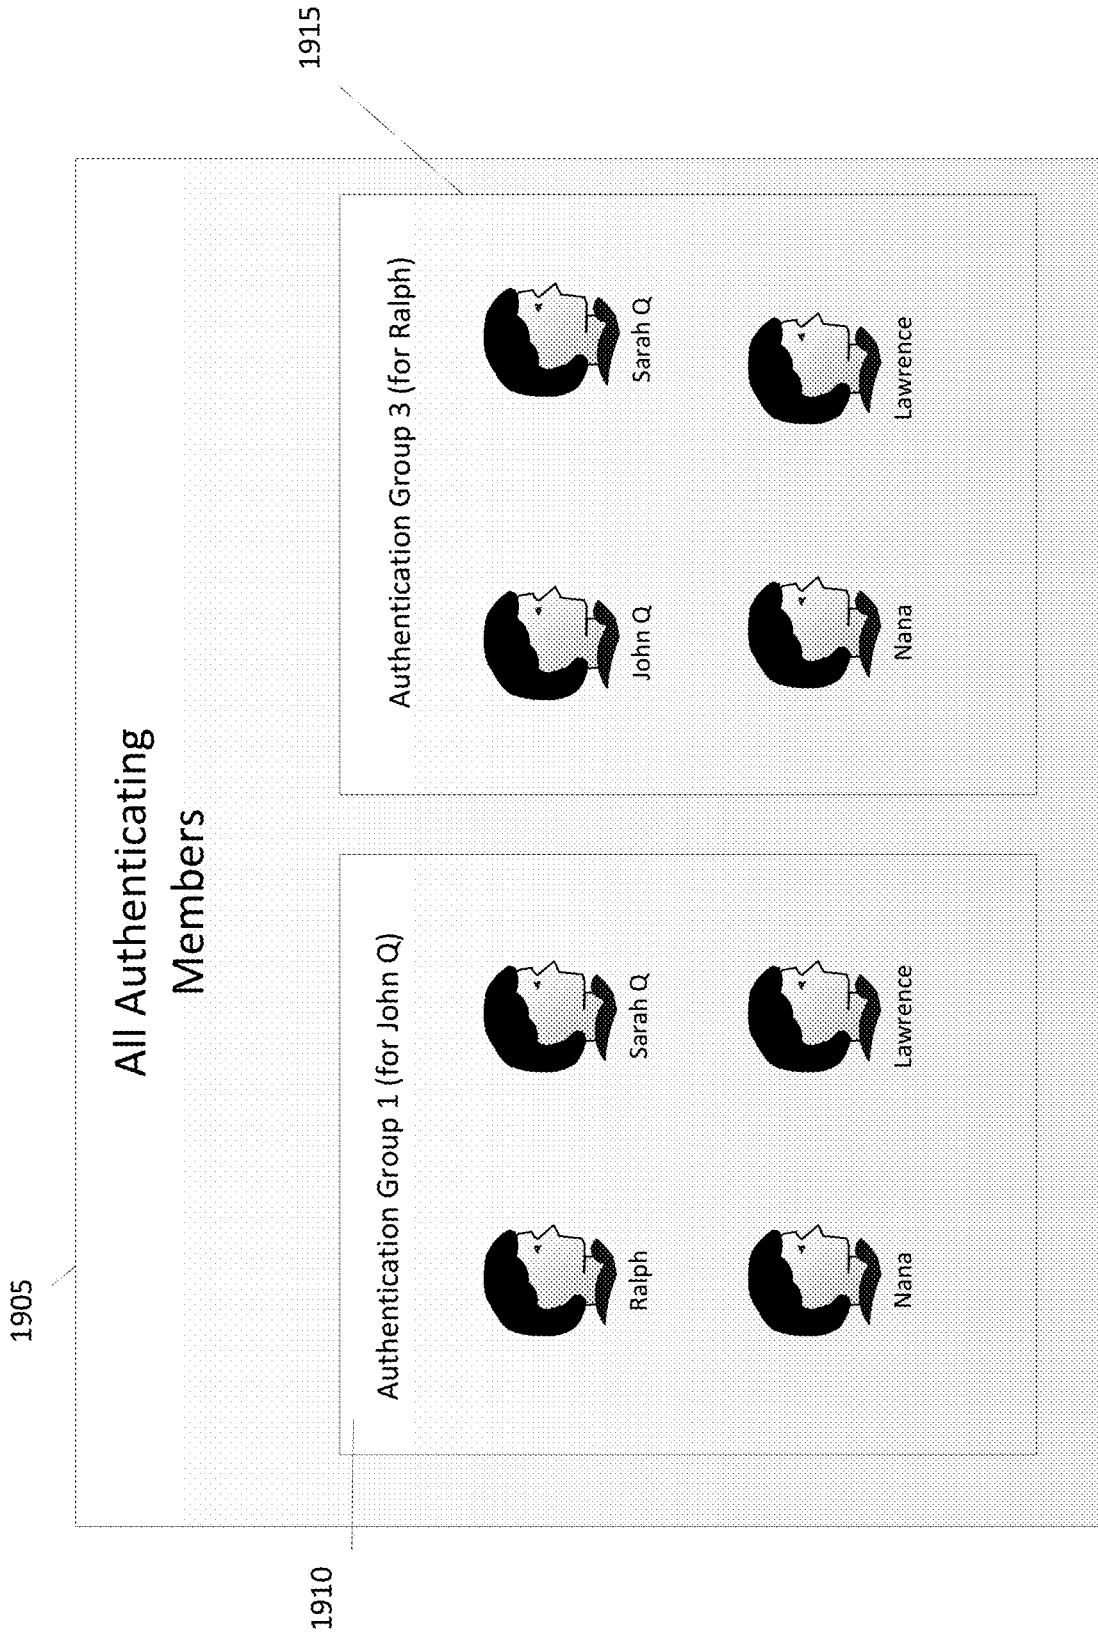 1905
All Authenticating
Members
1910
Authentication Group 1 (for John Q)
Ralph
Sarah Q
Nana
Lawrence
1915
Authentication Group 3 (for Ralph)
John Q
Sarah Q
Nana
Lawrence